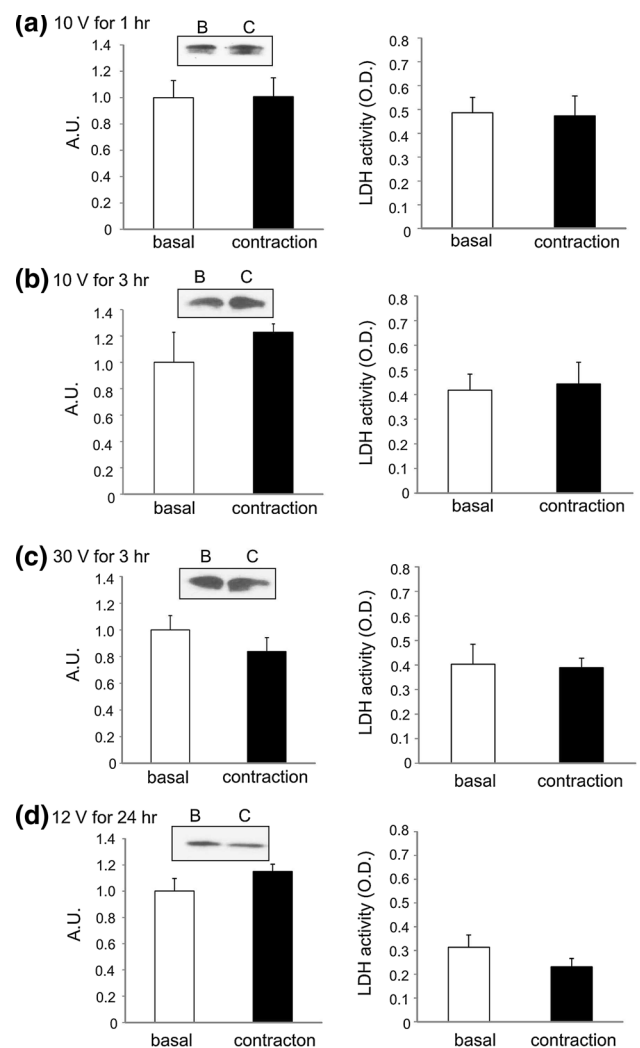 (a) 10 V for 1 hr
B C
1.4
1.2
1.0
0.8
0.6
0.4
0.2
0
A.U.
basal contraction
0.8
0.7
0.6
0.5
0.4
0.3
0.2
0.1
0
LDH activity (O.D.)
basal contraction
(b) 10 V for 3 hr
B C
1.4
1.2
1.0
0.8
0.6
0.4
0.2
0
A.U.
basal contraction
0.8
0.7
0.6
0.5
0.4
0.3
0.2
0.1
0
LDH activity (O.D.)
basal contraction
(c) 30 V for 3 hr
B C
1.4
1.2
1.0
0.8
0.6
0.4
0.2
0
A.U.
basal contraction
0.8
0.7
0.6
0.5
0.4
0.3
0.2
0.1
0
LDH activity (O.D.)
basal contraction
(d) 12 V for 24 hr
B C
1.4
1.2
1.0
0.8
0.6
0.4
0.2
0
A.U.
basal contracton
0.8
0.7
0.6
0.5
0.4
0.3
0.2
0.1
0
LDH activity (O.D.)
basal contraction